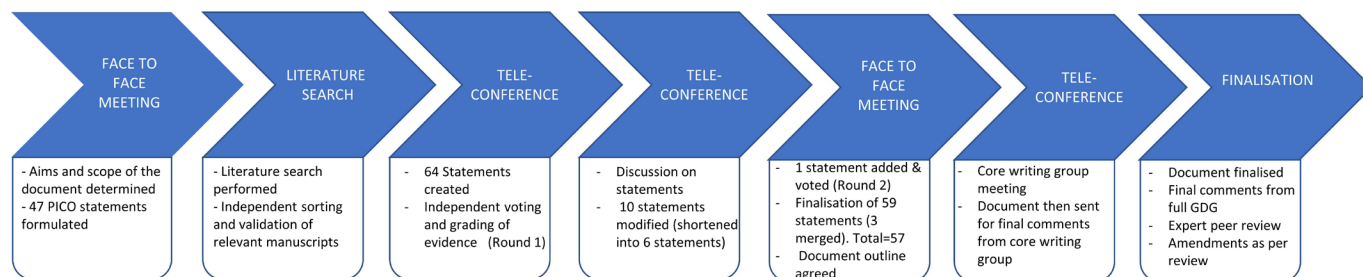 FACE TO
FACE
MEETING
- Aims and scope of the
document determined
- 47 PICO statements
formulated
LITERATURE
SEARCH
- Literature search
performed
- Independent sorting
and validation of
relevant manuscripts
TELE-
CONFERENCE
- 64 Statements
created
- Independent voting
and grading of
evidence (Round 1)
TELE-
CONFERENCE
- Discussion on
statements
- 10 statements
modified (shortened
into 6 statements)
FACE TO
FACE
MEETING
- 1 statement added &
voted (Round 2)
- Finalisation of 59
statements (3
merged). Total=57
- Document outline
agreed
TELE-
CONFERENCE
- Core writing group
meeting
- Document then sent
for final comments
from core writing
group
FINALISATION
- Document finalised
- Final comments from
full GDG
- Expert peer review
- Amendments as per
review